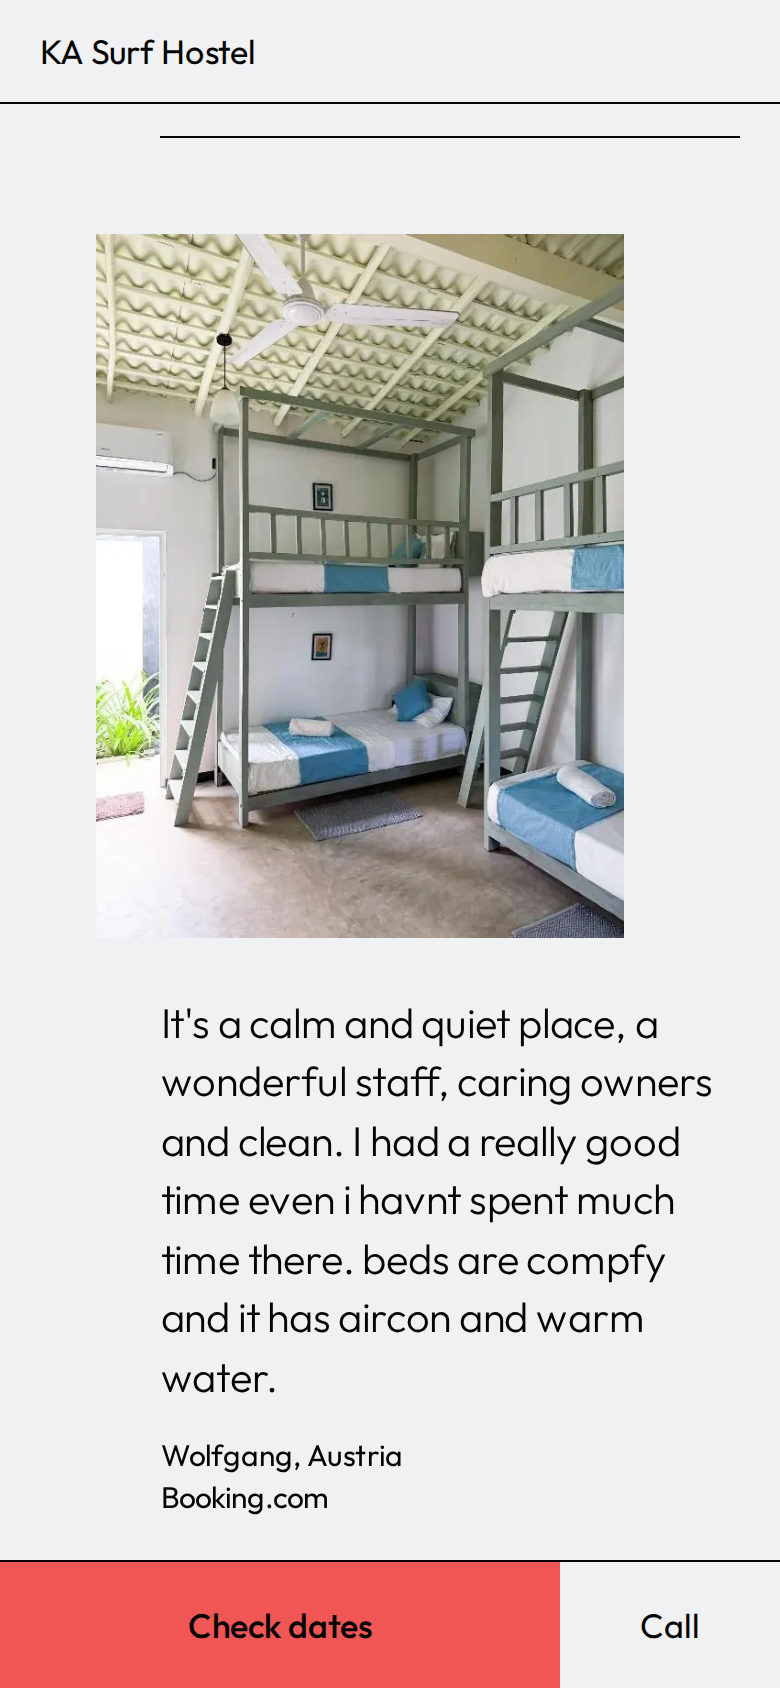 KA Surf Hostel
It's a calm and quiet place, a
wonderful staff, caring owners
and clean. I had a really good
time even i havnt spent much
time there. beds are compfy
and it has aircon and warm
water.
Wolfgang, Austria
Booking.com
Check dates
Call